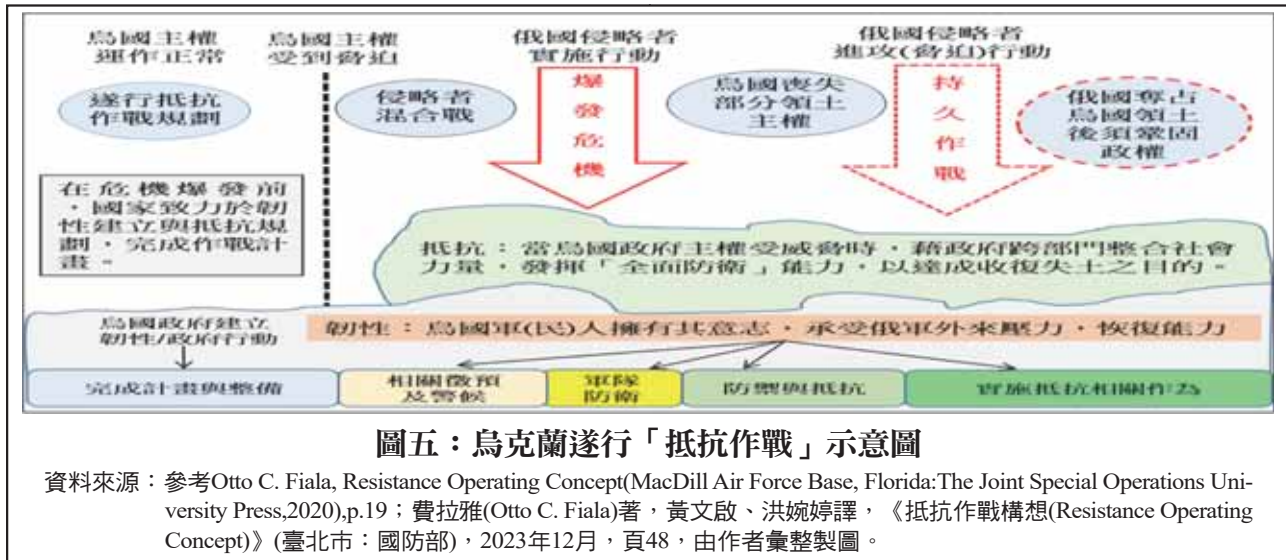 烏國主權
運作正常
烏國主權
受到脅迫
俄國侵略者
實施行動
俄國侵略者
進攻(脅迫)行動
遂行抵抗
作戰規劃
侵略者
混合戰
爆
發
危
機
烏國喪失
部分領土
主權
持
久
作
戰
俄國奪占
烏國領土
後須鞏固
政權
在危機爆發前
，國家致力於韌
性建立與抵抗規
劃，完成作戰計
畫。
抵抗：當烏國政府主權受威脅時，藉政府跨部門整合社會
力量，發揮「全面防衛」能力，以達成收復失土之目的。
烏國政府建立
韌性/政府行動
韌性：烏國軍(民)人擁有其意志，承受俄軍外來壓力，恢復能力
完成計畫與整備
相關徵預
及警候
軍隊
防衛
防禦與抵抗
實施抵抗相關作為
圖五：烏克蘭遂行「抵抗作戰」示意圖
資料來源：參考Otto C. Fiala, Resistance Operating Concept(MacDill Air Force Base, Florida:The Joint Special Operations Uni-
versity Press,2020),p.19；費拉雅(Otto C. Fiala)著，黃文啟、洪婉婷譯，《抵抗作戰構想(Resistance Operating
Concept)》(臺北市：國防部)，2023年12月，頁48，由作者彙整製圖。